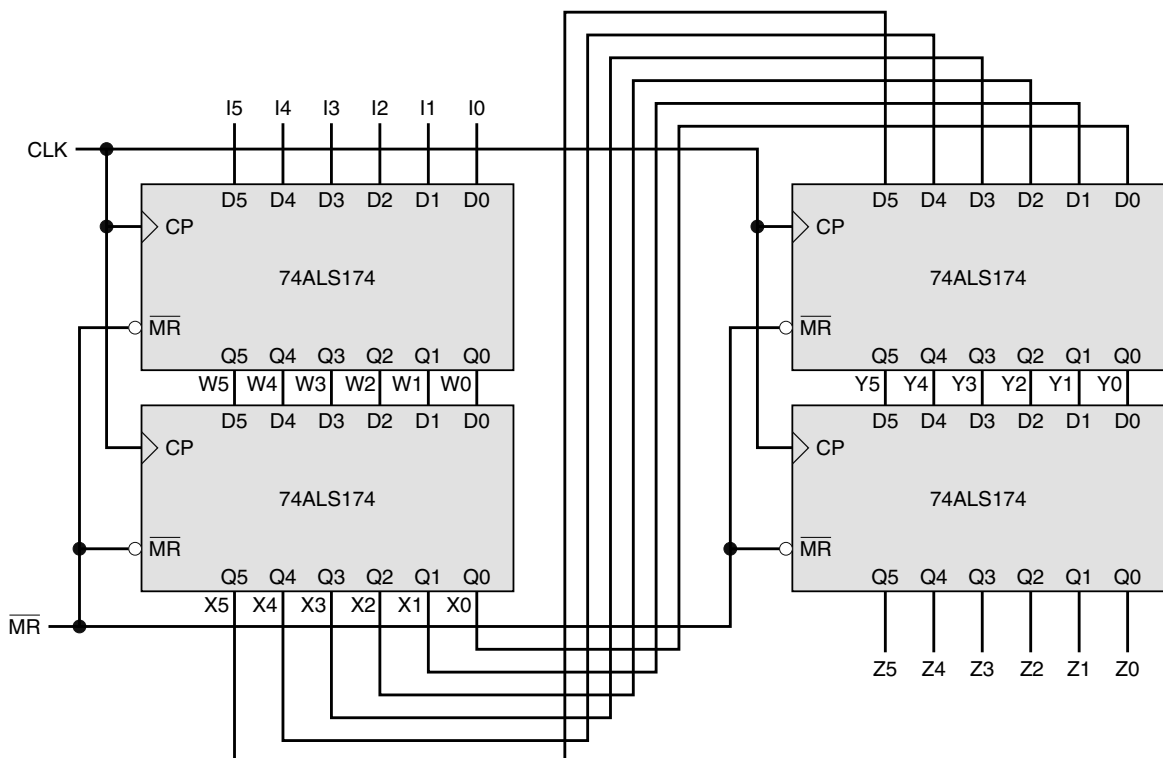 I5 I4 I3 I2 I1 I0
CLK
D5 D4 D3 D2 D1 D0
CP
74ALS174
MR
Q5 Q4 Q3 Q2 Q1 Q0
W5 W4 W3 W2 W1 W0
D5 D4 D3 D2 D1 D0
CP
74ALS174
MR
Q5 Q4 Q3 Q2 Q1 Q0
X5 X4 X3 X2 X1 X0
MR
D5 D4 D3 D2 D1 D0
CP
74ALS174
MR
Q5 Q4 Q3 Q2 Q1 Q0
Y5 Y4 Y3 Y2 Y1 Y0
D5 D4 D3 D2 D1 D0
CP
74ALS174
MR
Q5 Q4 Q3 Q2 Q1 Q0
Z5 Z4 Z3 Z2 Z1 Z0